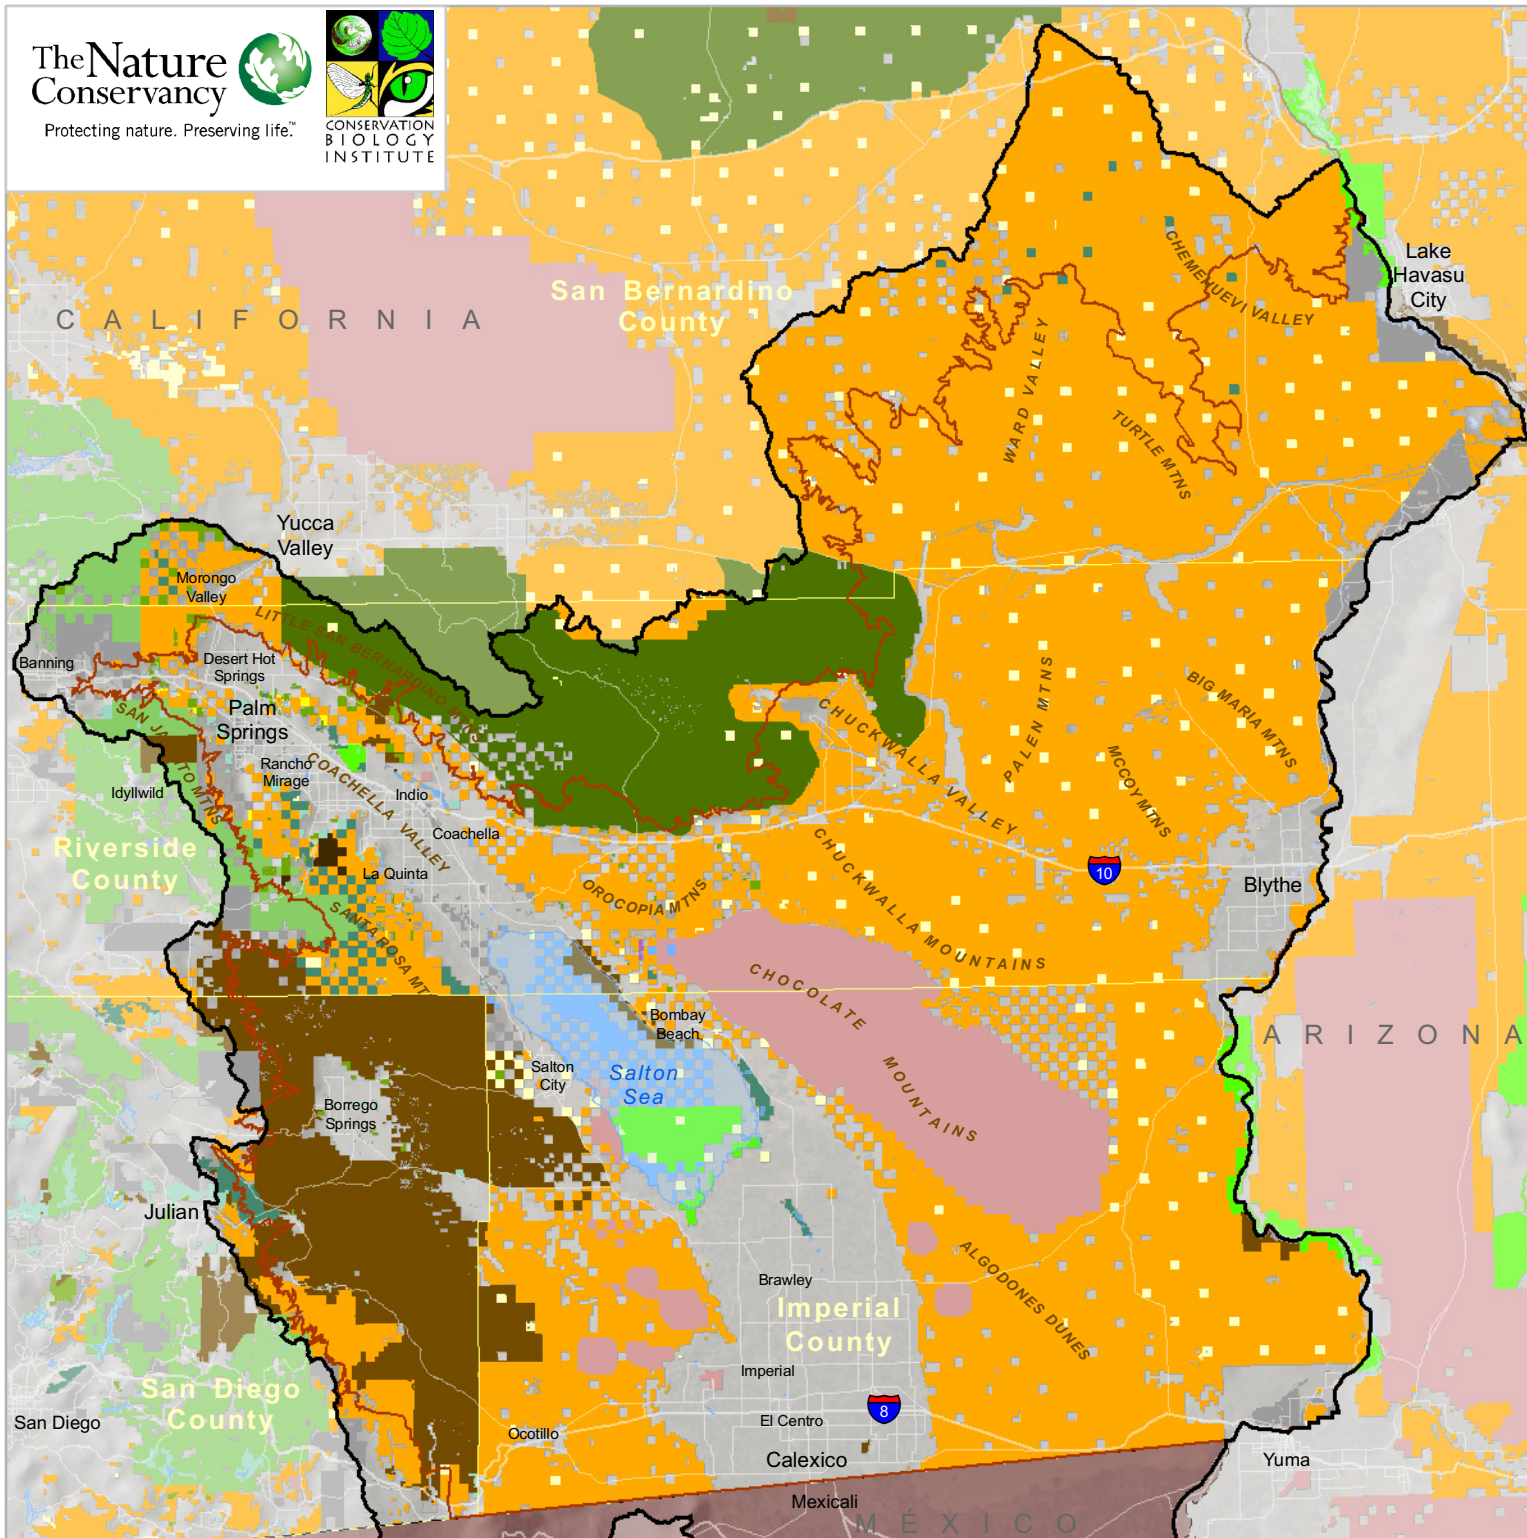 The Nature
Conservancy
Protecting nature. Preserving life.™
CONSERVATION
BIOLOGY
INSTITUTE
CALIFORNIA
San Bernardino
County
Lake
Havasu
City
CHEMEHUEVI VALLEY
WARD VALLEY
TURTLE MTNS
Yucca
Valley
Morongo
Valley
LITTLE SAN BERNARDINO MTNS
Banning
Desert Hot
Springs
Palm
Springs
SAN JA TO MTNS
Rancho
Mirage
COACHELLA VALLEY
Idyllwild
Indio
Coachella
La Quinta
Riverside
County
SANTA ROSA MT
OROCOPIA MTNS
CHUCKWALLA VALLEY
PALEN MTNS
BIG MARIA MTNS
MCCOY MTNS
CHUCKWALLA MOUNTAINS
10
Blythe
CHOCOLATE MOUNTAINS
Bombay
Beach
ARIZONA
Salton
City
Salton
Sea
Borrego
Springs
Julian
Brawley
Imperial
County
ALGODONES DUNES
Imperial
San Diego
County
San Diego
El Centro
8
Ocotillo
Calexico
Yuma
Mexicali
MÉXICO